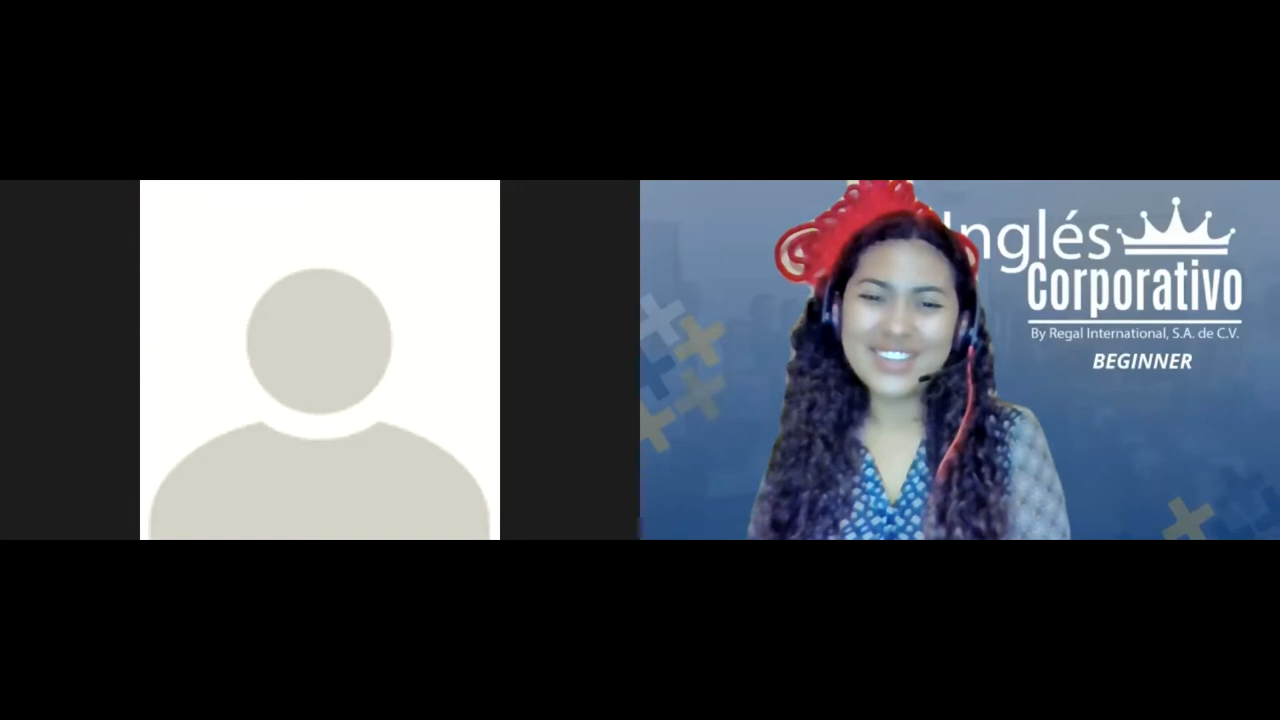 Inglés
Corporativo
By Regal International, S.A. de C.V.
BEGINNER